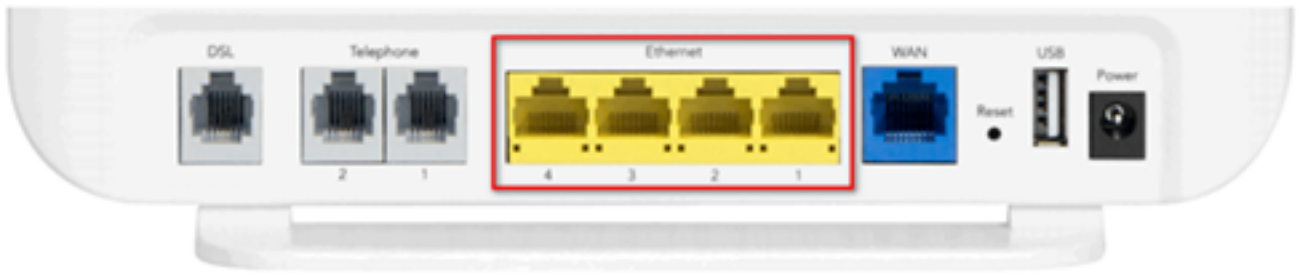 DSL
Telephone
Ethernet
WAN
USB
Power
Reset
2 1
4 3 2 1